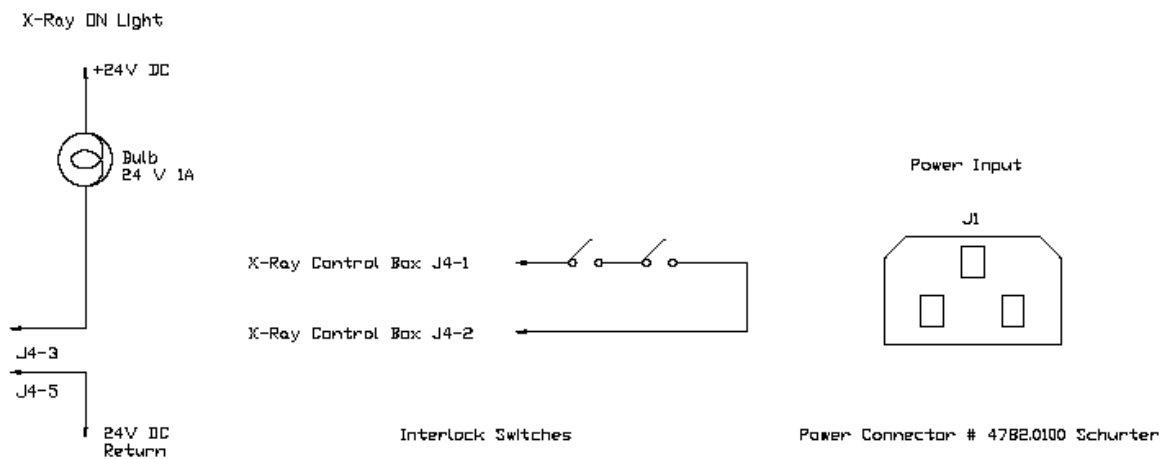 X-Ray ON Light
+24V DC
Bulb
24 V 1A
Power Input
J1
X-Ray Control Box J4-1
X-Ray Control Box J4-2
J4-3
J4-5
24V DC
Return
Interlock Switches
Power Connector # 4782.0100 Schurter